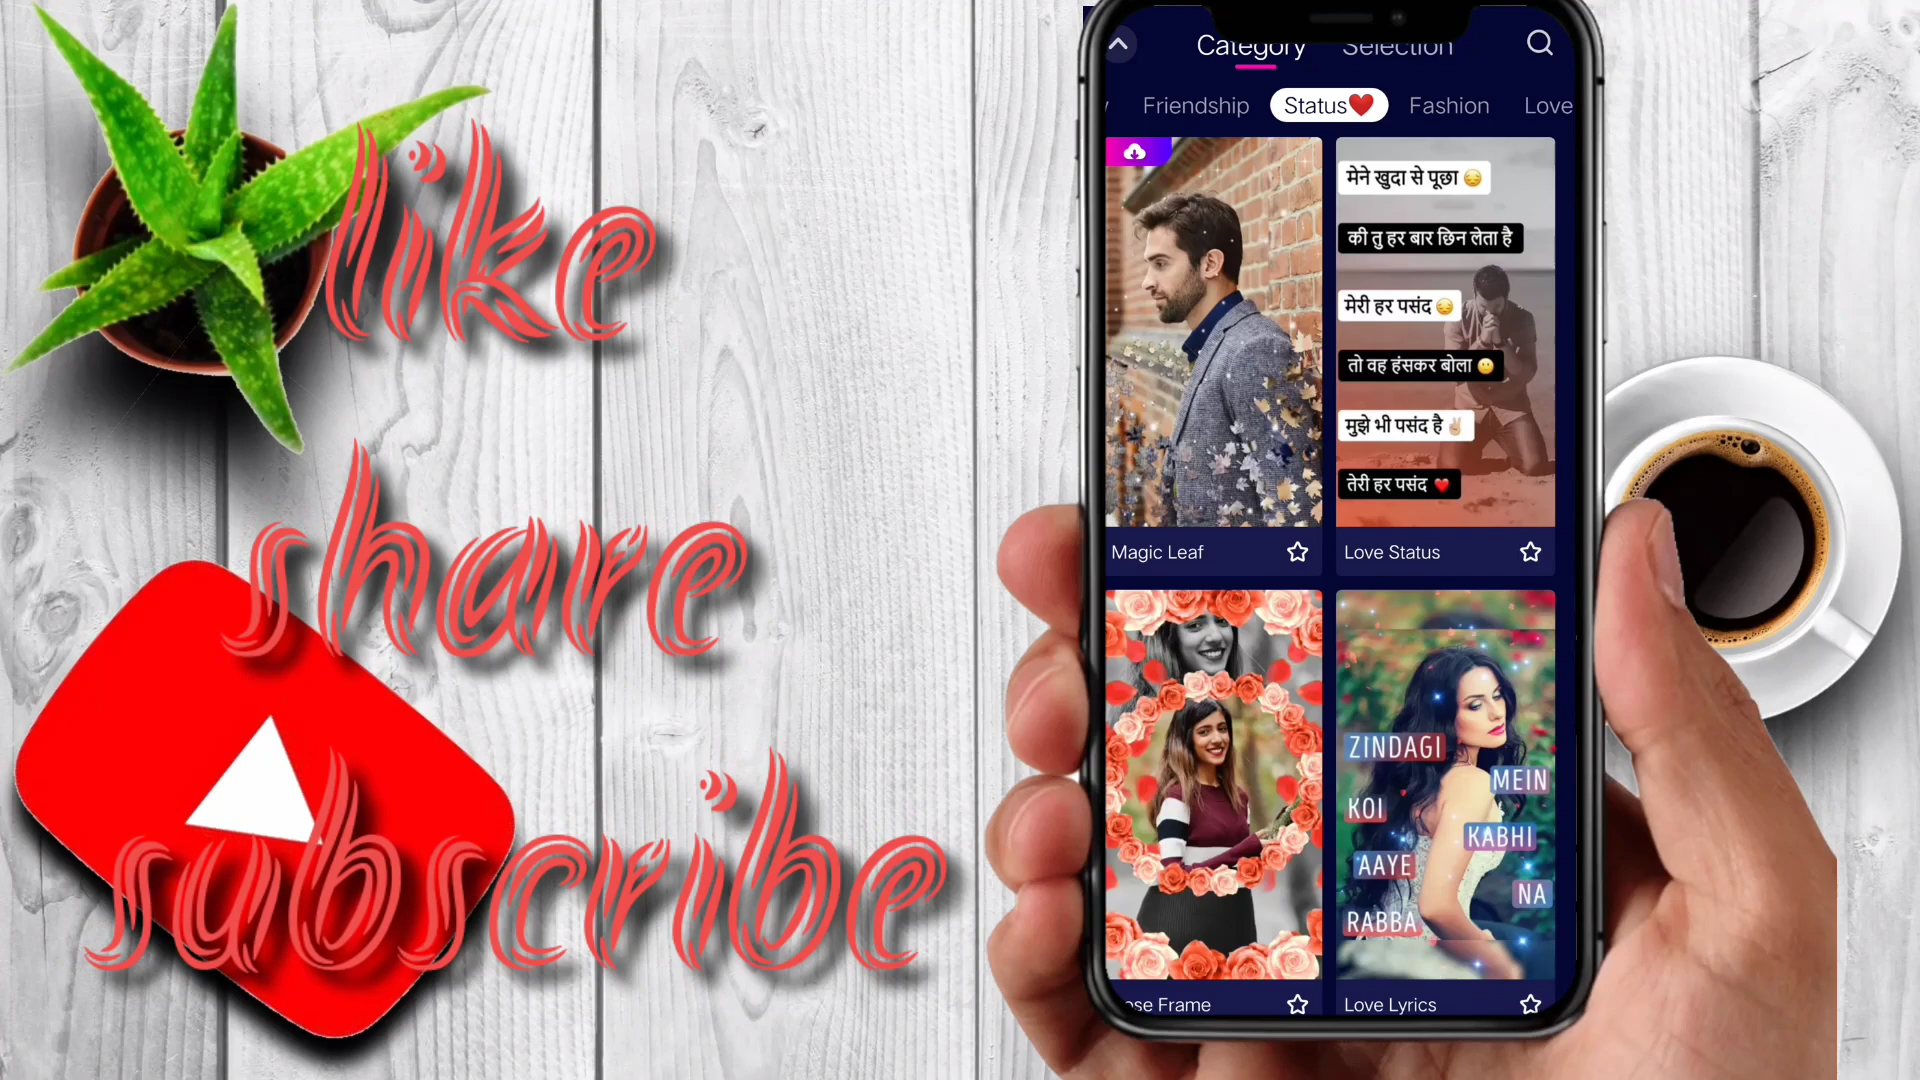 like
share
subscribe
Category Selection
Friendship Status❤️ Fashion Love
मेने खुदा से पूछा 😔
की तु हर बार छिन लेता है
मेरी हर पसंद 😔
तो वह हंसकर बोला 🙂
मुझे भी पसंद है ✌🏻
तेरी हर पसंद ❤️
Magic Leaf
Love Status
ZINDAGI
MEIN
KOI
KABHI
AAYE
NA
RABBA
ose Frame
Love Lyrics